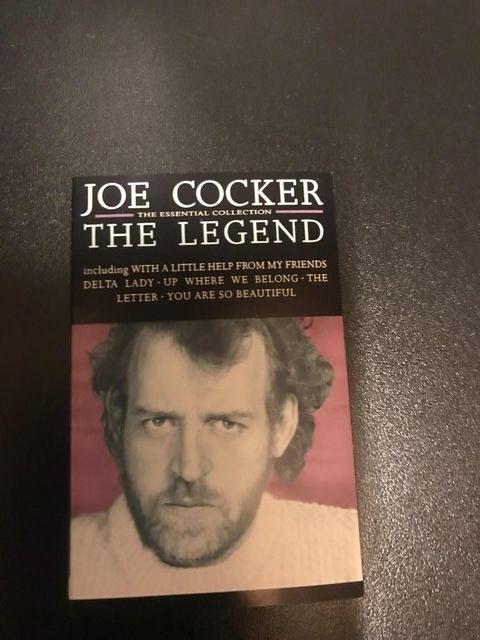 JOE COCKER
THE ESSENTIAL COLLECTION
THE LEGEND
including WITH A LITTLE HELP FROM MY FRIENDS
DELTA LADY · UP WHERE WE BELONG · THE
LETTER · YOU ARE SO BEAUTIFUL